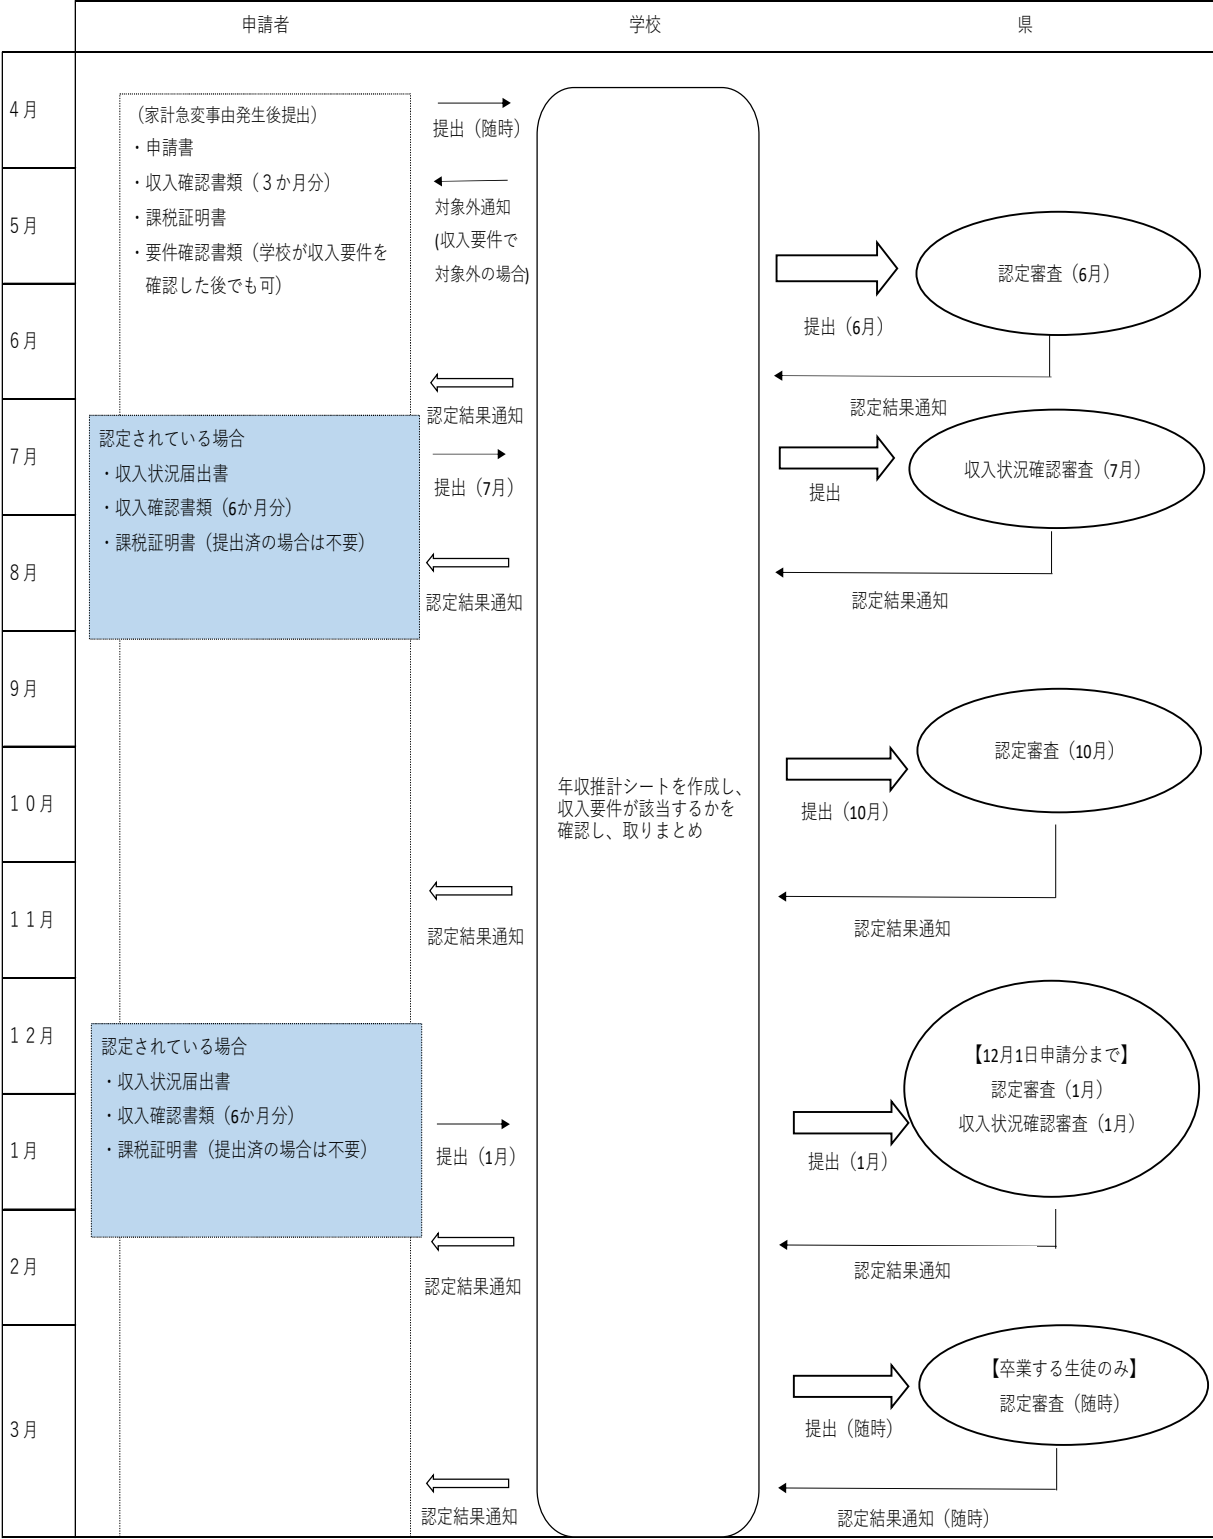 申請者
学校
県
4月
5月
6月
7月
8月
9月
10月
11月
12月
1月
2月
3月
（家計急変事由発生後提出）
・申請書
・収入確認書類（３か月分）
・課税証明書
・要件確認書類（学校が収入要件を
確認した後でも可）
提出（随時）
対象外通知
(収入要件で
対象外の場合)
提出（6月）
認定審査（6月）
認定結果通知
認定結果通知
認定されている場合
・収入状況届出書
・収入確認書類（6か月分）
・課税証明書（提出済の場合は不要）
提出（7月）
提出
収入状況確認審査（7月）
認定結果通知
認定結果通知
年収推計シートを作成し、
収入要件が該当するかを
確認し、取りまとめ
提出（10月）
認定審査（10月）
認定結果通知
認定結果通知
認定されている場合
・収入状況届出書
・収入確認書類（6か月分）
・課税証明書（提出済の場合は不要）
提出（1月）
提出（1月）
【12月1日申請分まで】
認定審査（1月）
収入状況確認審査（1月）
認定結果通知
認定結果通知
提出（随時）
【卒業する生徒のみ】
認定審査（随時）
認定結果通知
認定結果通知（随時）